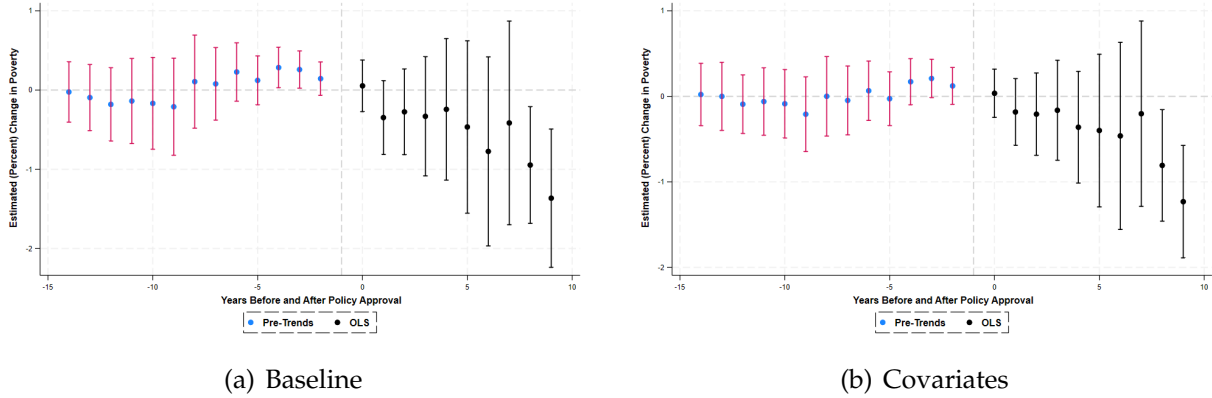 Estimated (Percent) Change in Poverty
1
0
-1
-2
-15
-10
-5
0
5
10
Years Before and After Policy Approval
Pre-Trends OLS
(a) Baseline
Estimated (Percent) Change in Poverty
1
0
-1
-2
-15
-10
-5
0
5
10
Years Before and After Policy Approval
Pre-Trends OLS
(b) Covariates